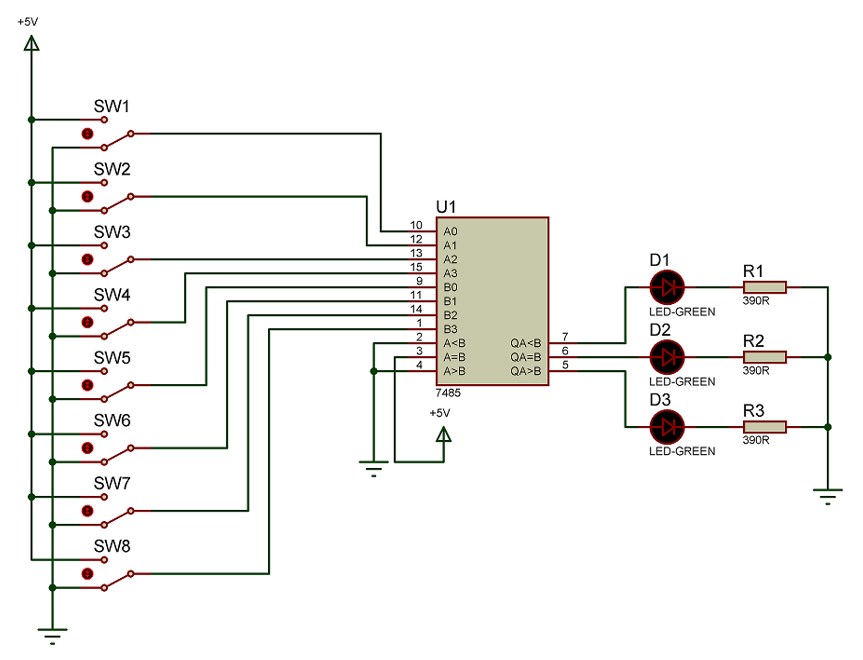 +5V
SW1
SW2
SW3
SW4
SW5
SW6
SW7
SW8
U1
10 A0
12 A1
13 A2
15 A3
9 B0
11 B1
14 B2
1 B3
2 A<B QA<B 7
3 A=B QA=B 6
4 A>B QA>B 5
7485
+5V
D1
LED-GREEN
R1
390R
D2
LED-GREEN
R2
390R
D3
LED-GREEN
R3
390R